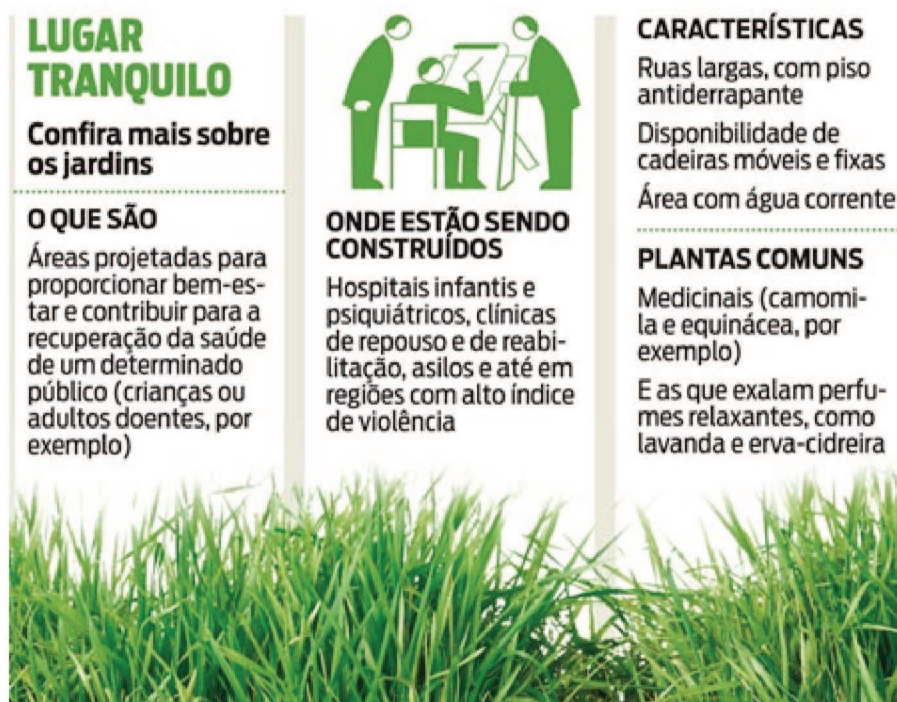 LUGAR
TRANQUILO
Confira mais sobre
os jardins
O QUE SÃO
Áreas projetadas para
proporcionar bem-es-
tar e contribuir para a
recuperação da saúde
de um determinado
público (crianças ou
adultos doentes, por
exemplo)
ONDE ESTÃO SENDO
CONSTRUÍDOS
Hospitais infantis e
psiquiátricos, clínicas
de repouso e de reabi-
litação, asilos e até em
regiões com alto índice
de violência
CARACTERÍSTICAS
Ruas largas, com piso
antiderrapante
Disponibilidade de
cadeiras móveis e fixas
Área com água corrente
PLANTAS COMUNS
Medicinais (camomi-
la e equinácea, por
exemplo)
E as que exalam perfu-
mes relaxantes, como
lavanda e erva-cidreira